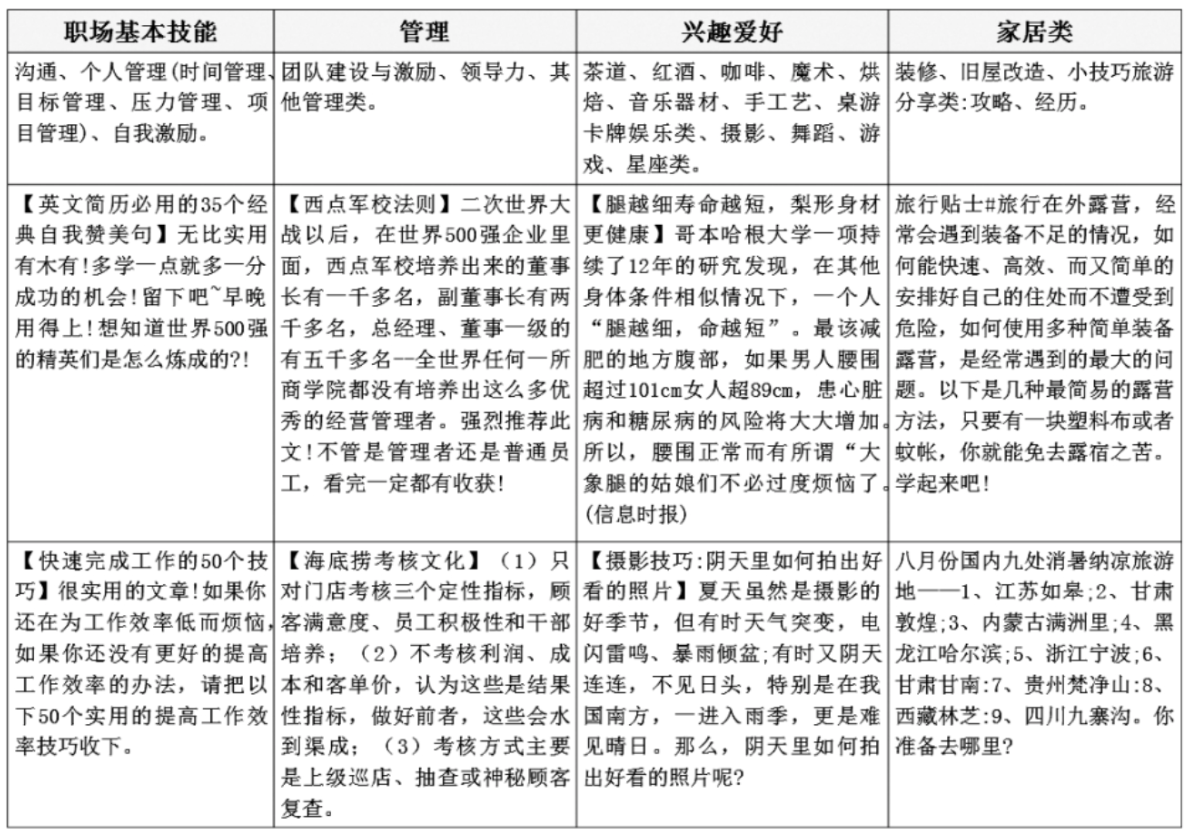 职场基本技能
管理
兴趣爱好
家居类
沟通、个人管理(时间管理、
目标管理、压力管理、项
目管理)、自我激励。
团队建设与激励、领导力、其
他管理类。
茶道、红酒、咖啡、魔术、烘
焙、音乐器材、手工艺、桌游
卡牌娱乐类、摄影、舞蹈、游
戏、星座类。
装修、旧屋改造、小技巧旅游
分享类:攻略、经历。
【英文简历必用的35个经
典自我赞美句】无比实用
有木有!多学一点就多一分
成功的机会!留下吧~早晚
用得上!想知道世界500强
的精英们是怎么炼成的?!
【西点军校法则】二次世界大
战以后，在世界500强企业里
面，西点军校培养出来的董事
长有一千多名，副董事长有两
千多名，总经理、董事一级的
有五千多名--全世界任何一所
商学院都没有培养出这么多优
秀的经营管理者。强烈推荐此
文!不管是管理者还是普通员
工，看完一定都有收获!
【腿越细寿命越短，梨形身材
更健康】哥本哈根大学一项持
续了12年的研究发现，在其他
身体条件相似情况下，一个人
“腿越细，命越短”。最该减
肥的地方腹部，如果男人腰围
超过101cm女人超89cm，患心脏
病和糖尿病的风险将大大增加。
所以，腰围正常而有所谓“大
象腿的姑娘们不必过度烦恼了。
(信息时报)
旅行贴士#旅行在外露营，经
常会遇到装备不足的情况，如
何能快速、高效、而又简单的
安排好自己的住处而不遭受到
危险，如何使用多种简单装备
露营，是经常遇到的最大的问
题。以下是几种最简易的露营
方法，只要有一块塑料布或者
蚊帐，你就能免去露宿之苦。
学起来吧!
【快速完成工作的50个技
巧】很实用的文章!如果你
还在为工作效率低而烦恼，
如果你还没有更好的提高
工作效率的办法，请把以
下50个实用的提高工作效
率技巧收下。
【海底捞考核文化】（1）只
对门店考核三个定性指标，顾
客满意度、员工积极性和干部
培养；（2）不考核利润、成
本和客单价，认为这些是结果
性指标，做好前者，这些会水
到渠成；（3）考核方式主要
是上级巡店、抽查或神秘顾客
复查。
【摄影技巧:阴天里如何拍出好
看的照片】夏天虽然是摄影的
好季节，但有时天气突变，电
闪雷鸣、暴雨倾盆;有时又阴天
连连，不见日头，特别是在我
国南方，一进入雨季，更是难
见晴日。那么，阴天里如何拍
出好看的照片呢?
八月份国内九处消暑纳凉旅游
地——1、江苏如皋;2、甘肃
敦煌;3、内蒙古满洲里;4、黑
龙江哈尔滨;5、浙江宁波;6、
甘肃甘南:7、贵州梵净山:8、
西藏林芝:9、四川九寨沟。你
准备去哪里?